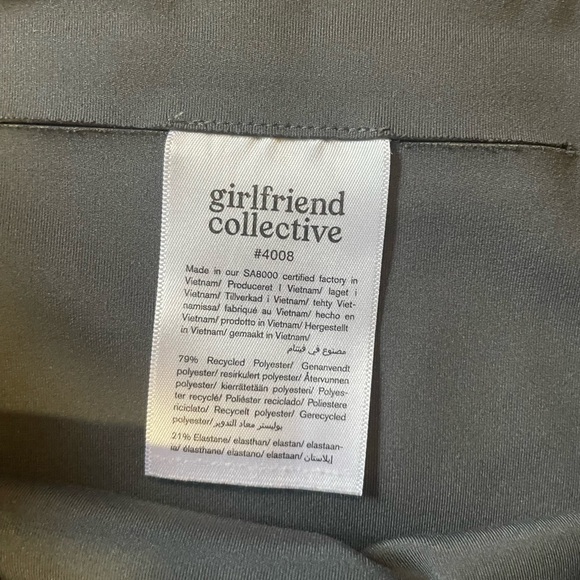 girlfriend
collective
#4008
Made in our SA8000 certified factory in
Vietnam/ Produceret I Vietnam/ laget i
Vietnam/ Tillverkad i Vietnam/ tehty Viet-
namissa/ fabriqué au Vietnam/ hecho en
Vietnam/ prodotto in Vietnam/ Hergestellt
in Vietnam/ gemaakt in Vietnam/
مصنوع في فيتنام
79% Recycled Polyester/ Genanvendt
polyester/ resirkulert polyester/ Återvunnen
polyester/ kierrätetään polyesteri/ Polyes-
ter recyclé/ Poliéster reciclado/ Poliestere
riciclato/ Recycelt polyester/ Gerecycled
polyester/ بوليستر معاد التدوير
21% Elastane/ elasthan/ elastan/ elastaan-
ia/ élasthane/ elastano/ elastaan/ إيلاستان